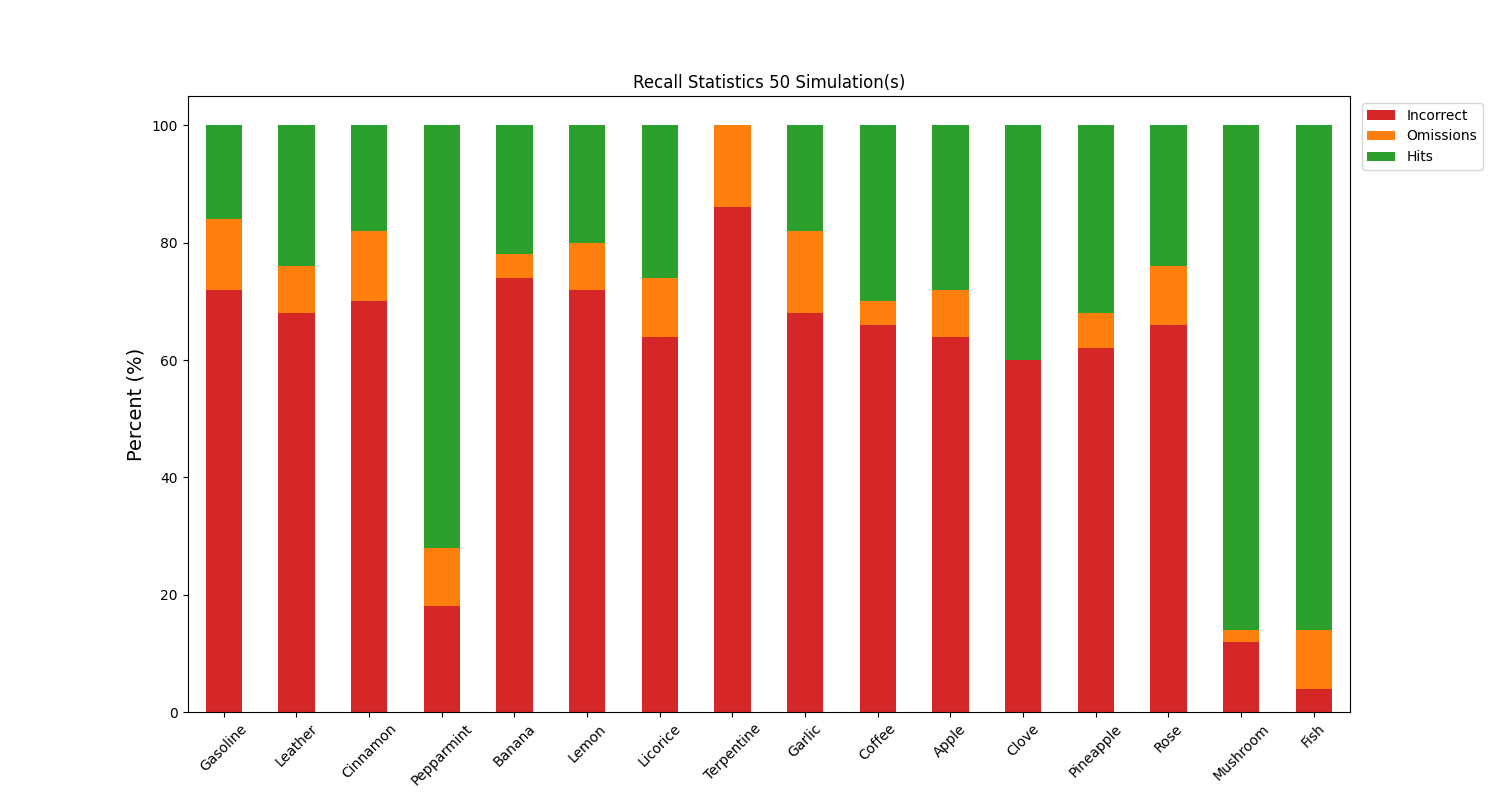 Recall Statistics 50 Simulation(s)
Incorrect
Omissions
Hits
Percent (%)
100
80
60
40
20
0
Gasoline
Leather
Cinnamon
Pepparmint
Banana
Lemon
Licorice
Terpentine
Garlic
Coffee
Apple
Clove
Pineapple
Rose
Mushroom
Fish